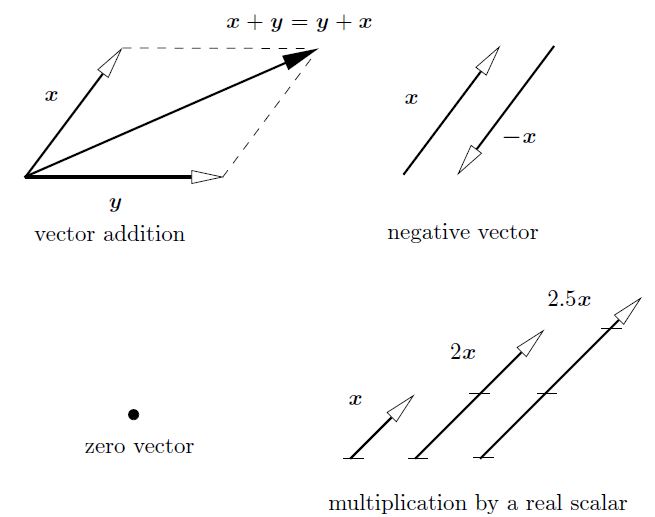 x + y = y + x
x
y
vector addition
x
−x
negative vector
zero vector
x
2x
2.5x
multiplication by a real scalar